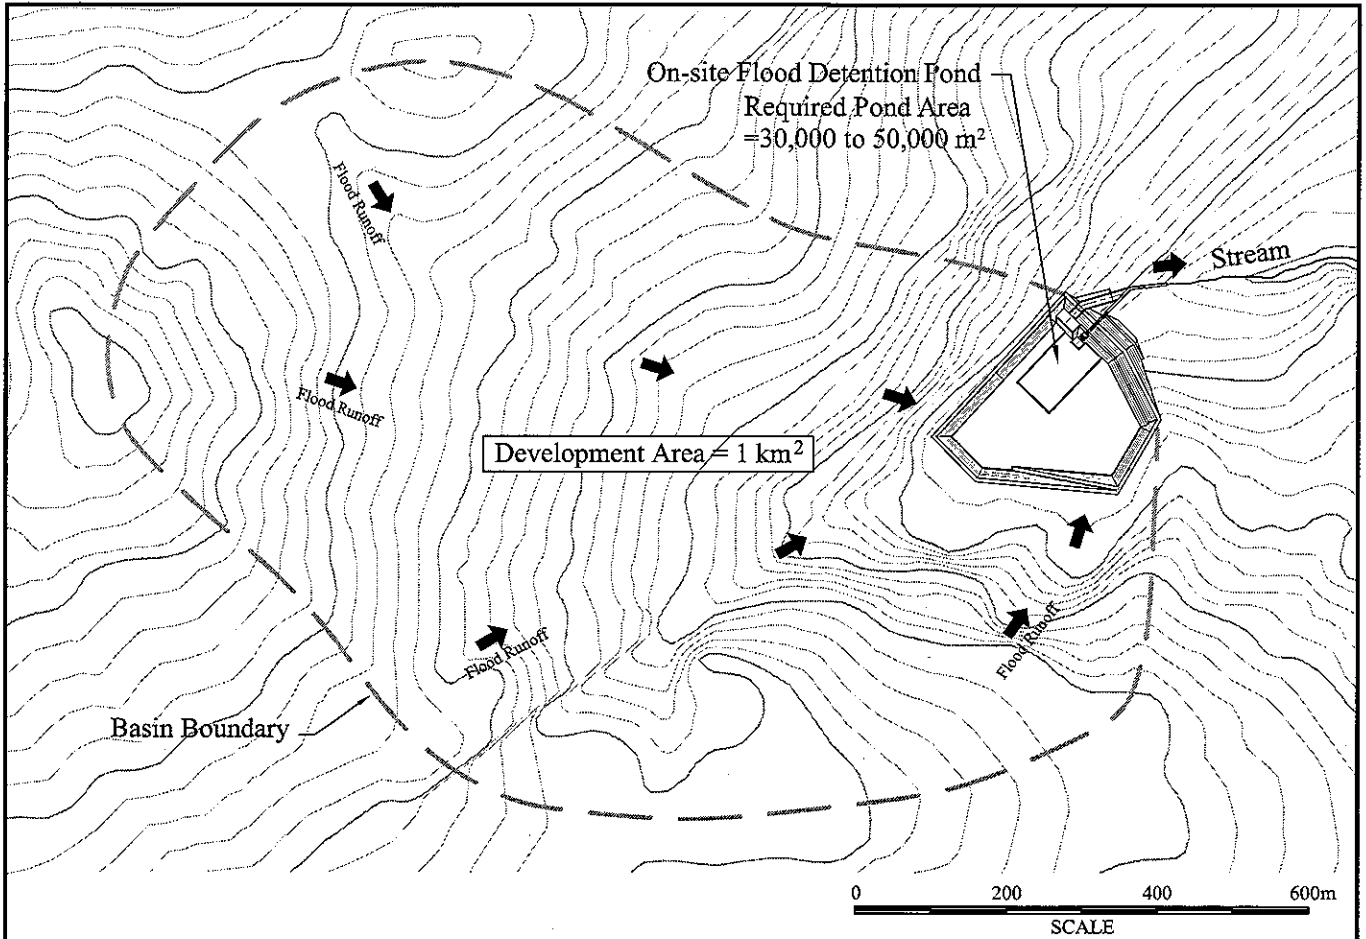 On-site Flood Detention Pond
Required Pond Area
=30,000 to 50,000 m²
Flood Runoff
Stream
Flood Runoff
Development Area = 1 km²
Flood Runoff
Flood Runoff
Basin Boundary
0 200 400 600m
SCALE